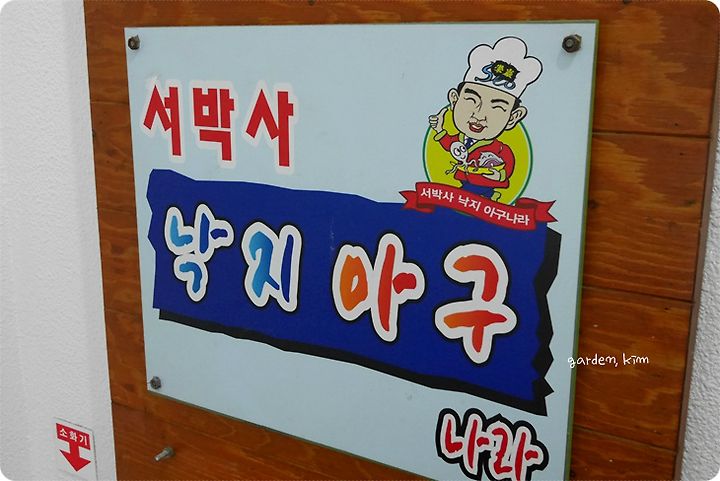 서박사
서박사 낙지 아구나라
낙지 아구
garden, kim
나라
소화기